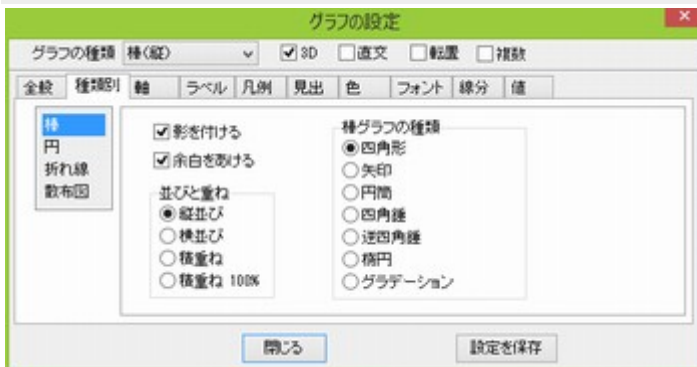 グラフの設定
グラフの種類 棒(縦) 3D 直交 転置 複数
全般 種類別 軸 ラベル 凡例 見出 色 フォント 線分 値
棒
円
折れ線
散布図
影を付ける
余白をあける
並びと重ね
縦並び
横並び
積重ね
積重ね 100%
棒グラフの種類
四角形
矢印
円筒
四角錐
逆四角錐
楕円
グラデーション
閉じる 設定を保存